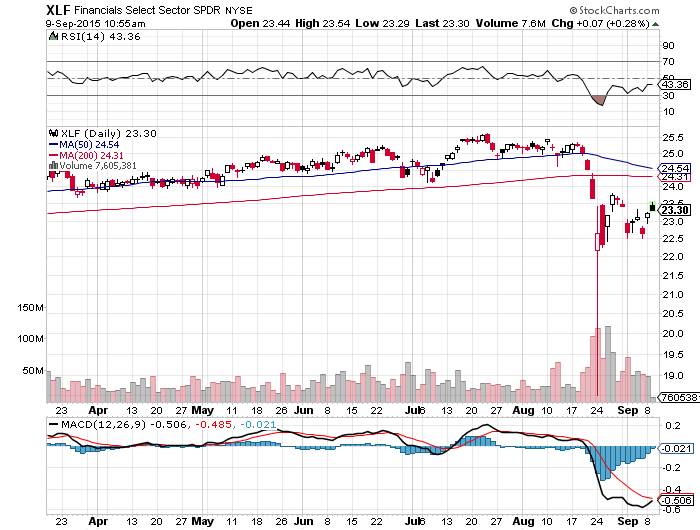 XLF Financials Select Sector SPDR NYSE © StockCharts.com
9-Sep-2015 10:55am Open 23.44 High 23.54 Low 23.29 Last 23.30 Volume 7.6M Chg +0.07 (+0.28%)
RSI(14) 43.36
90
70
50
43.36
30
10
XLF (Daily) 23.30
MA(50) 24.54
MA(200) 24.31
Volume 7,605,381
25.5
25.0
24.54
24.31
24.0
23.5
23.30
23.0
22.5
22.0
21.5
21.0
20.5
20.0
19.5
19.0
150M
100M
50M
760538
23 Apr 6 13 20 27 May 11 18 26 Jun 8 15 22 Jul 6 13 20 27 Aug 10 17 24 Sep 8
MACD(12,26,9) -0.506, -0.485, -0.021
0.2
-0.021
-0.2
-0.4
-0.506
-0.6
23 Apr 6 13 20 27 May 11 18 26 Jun 8 15 22 Jul 6 13 20 27 Aug 10 17 24 Sep 8